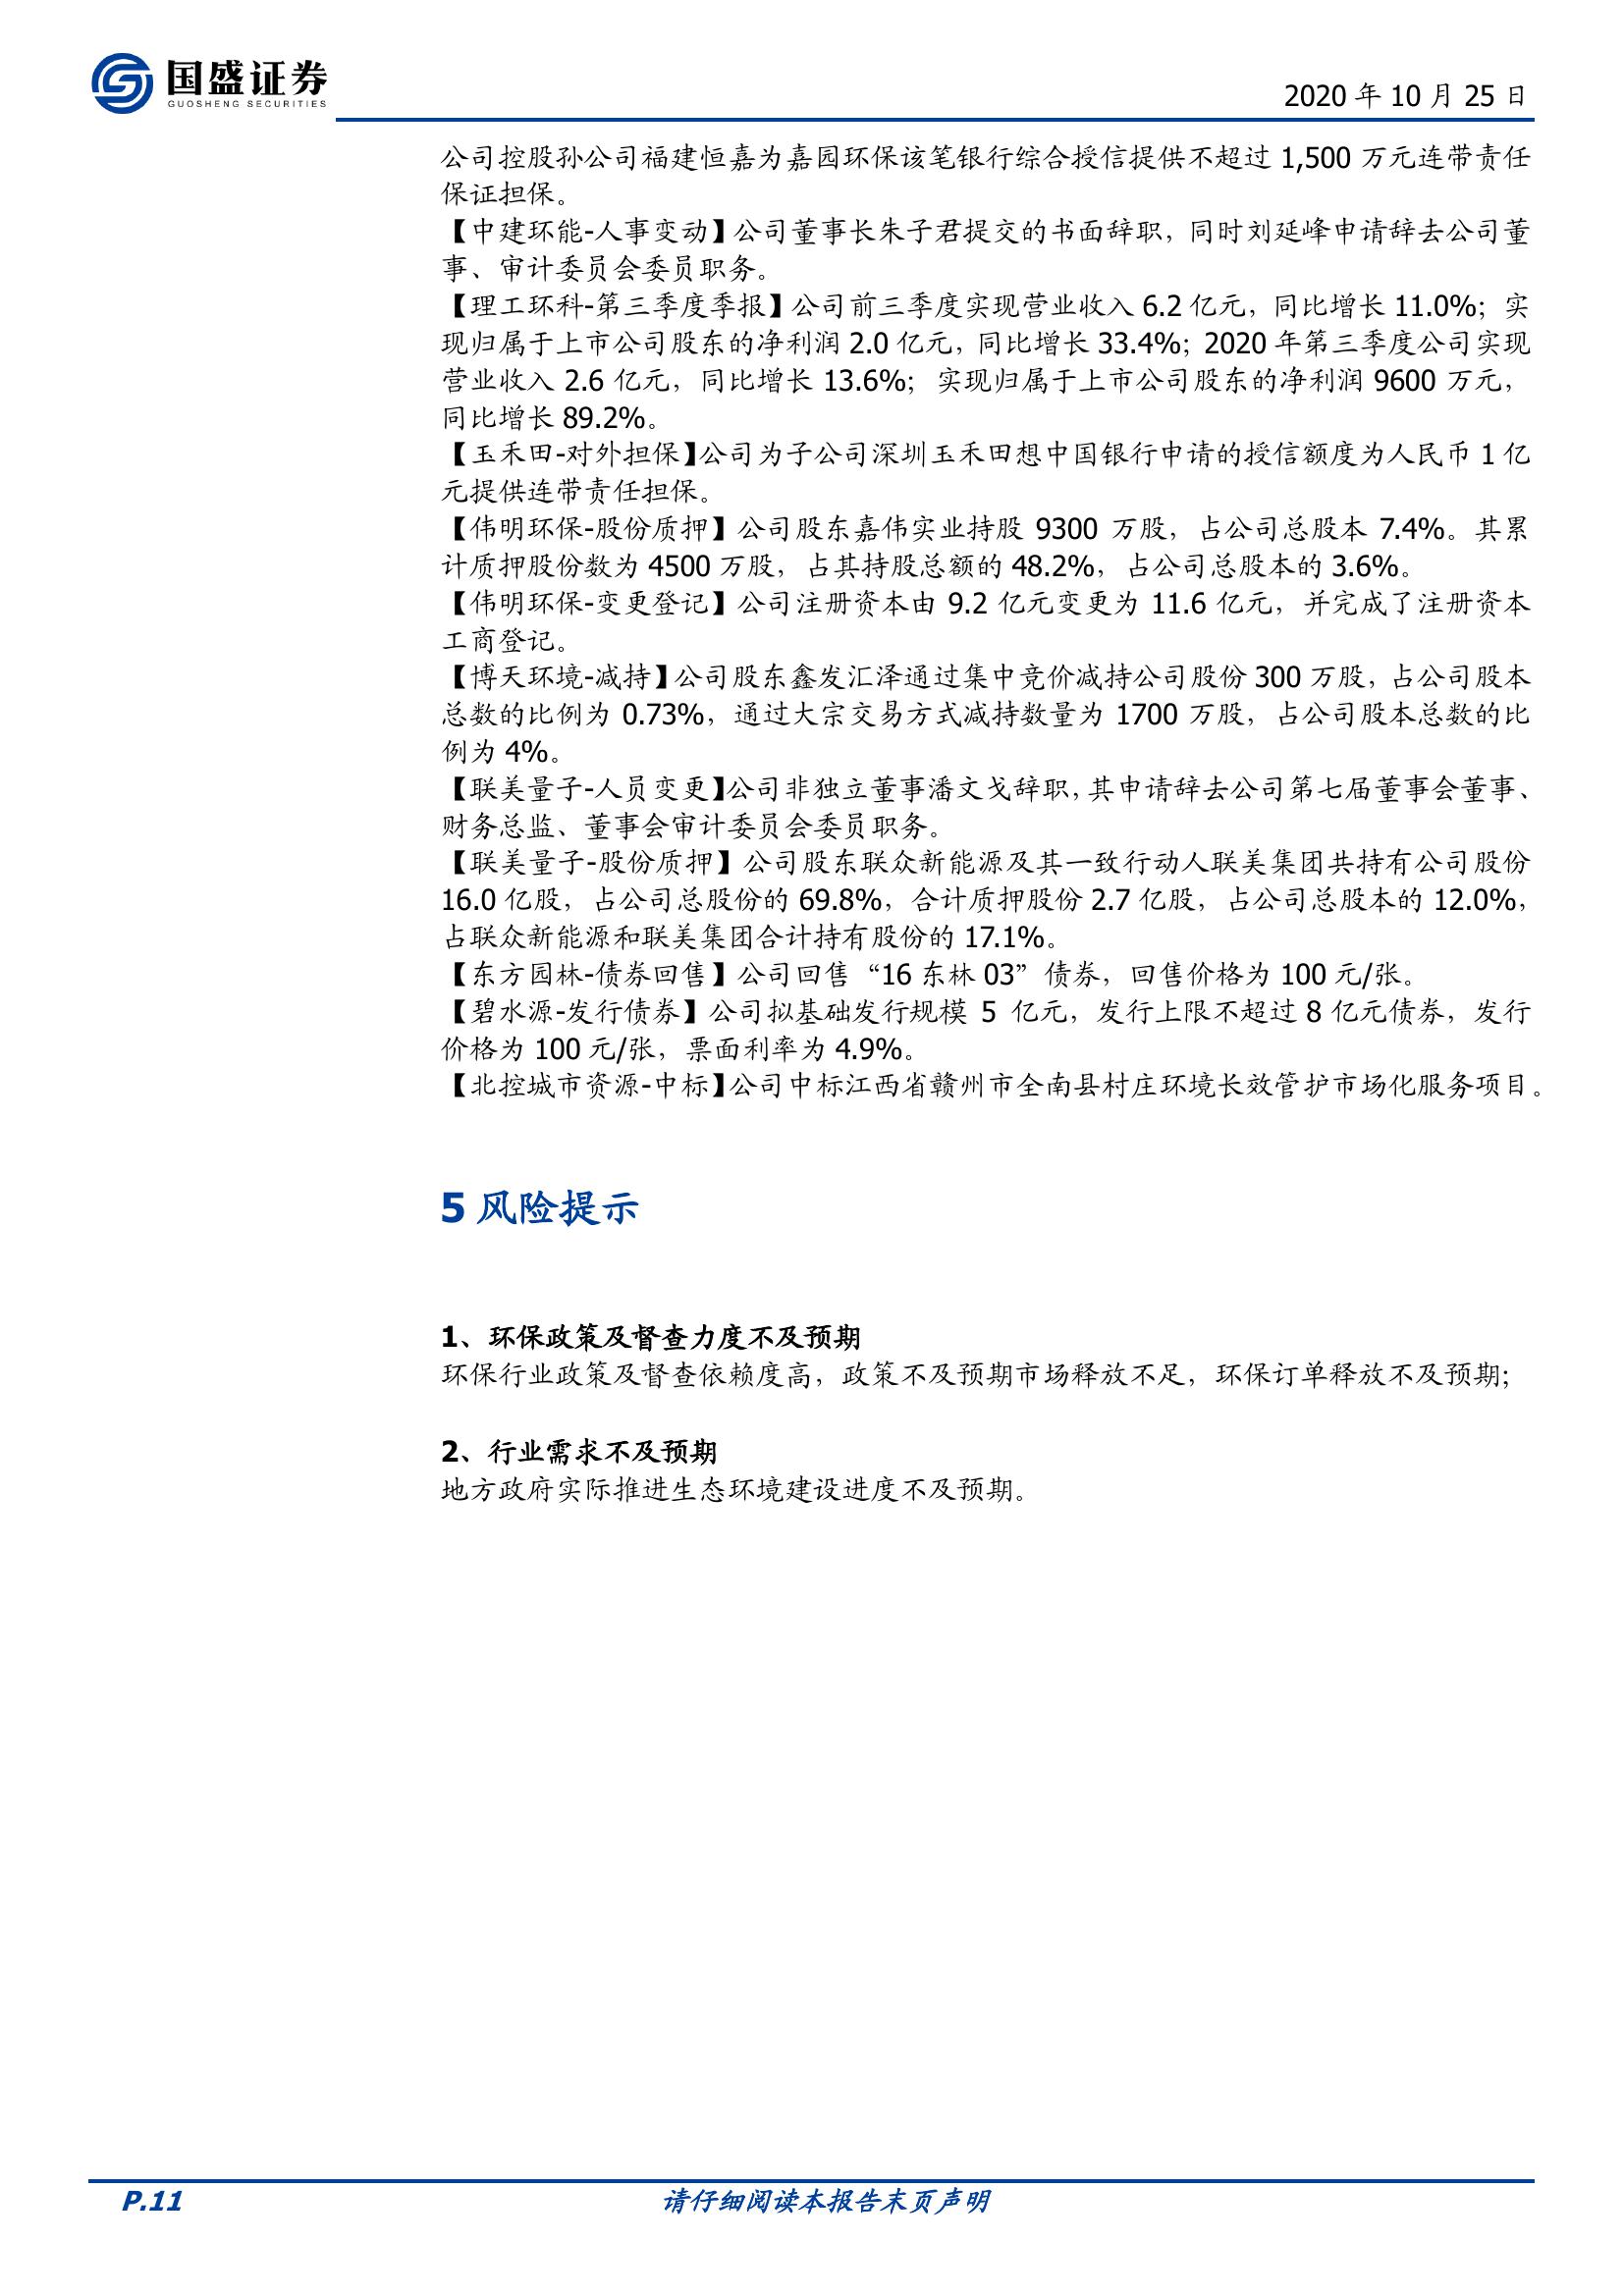 国盛证券
GUOSHENG SECURITIES
2020 年 10 月 25 日
公司控股孙公司福建恒嘉为嘉园环保该笔银行综合授信提供不超过 1,500 万元连带责任
保证担保。
【中建环能-人事变动】公司董事长朱子君提交的书面辞职，同时刘延峰申请辞去公司董
事、审计委员会委员职务。
【理工环科-第三季度季报】公司前三季度实现营业收入 6.2 亿元，同比增长 11.0%；实
现归属于上市公司股东的净利润 2.0 亿元，同比增长 33.4%；2020 年第三季度公司实现
营业收入 2.6 亿元，同比增长 13.6%；实现归属于上市公司股东的净利润 9600 万元，
同比增长 89.2%。
【玉禾田-对外担保】公司为子公司深圳玉禾田想中国银行申请的授信额度为人民币 1 亿
元提供连带责任担保。
【伟明环保-股份质押】公司股东嘉伟实业持股 9300 万股，占公司总股本 7.4%。其累
计质押股份数为 4500 万股，占其持股总额的 48.2%，占公司总股本的 3.6%。
【伟明环保-变更登记】公司注册资本由 9.2 亿元变更为 11.6 亿元，并完成了注册资本
工商登记。
【博天环境-减持】公司股东鑫发汇泽通过集中竞价减持公司股份 300 万股，占公司股本
总数的比例为 0.73%，通过大宗交易方式减持数量为 1700 万股，占公司股本总数的比
例为 4%。
【联美量子-人员变更】公司非独立董事潘文戈辞职，其申请辞去公司第七届董事会董事、
财务总监、董事会审计委员会委员职务。
【联美量子-股份质押】公司股东联众新能源及其一致行动人联美集团共持有公司股份
16.0 亿股，占公司总股份的 69.8%，合计质押股份 2.7 亿股，占公司总股本的 12.0%，
占联众新能源和联美集团合计持有股份的 17.1%。
【东方园林-债券回售】公司回售“16 东林 03”债券，回售价格为 100 元/张。
【碧水源-发行债券】公司拟基础发行规模 5 亿元，发行上限不超过 8 亿元债券，发行
价格为 100 元/张，票面利率为 4.9%。
【北控城市资源-中标】公司中标江西省赣州市全南县村庄环境长效管护市场化服务项目。
5 风险提示
1、环保政策及督查力度不及预期
环保行业政策及督查依赖度高，政策不及预期市场释放不足，环保订单释放不及预期；
2、行业需求不及预期
地方政府实际推进生态环境建设进度不及预期。
P.11
请仔细阅读本报告末页声明